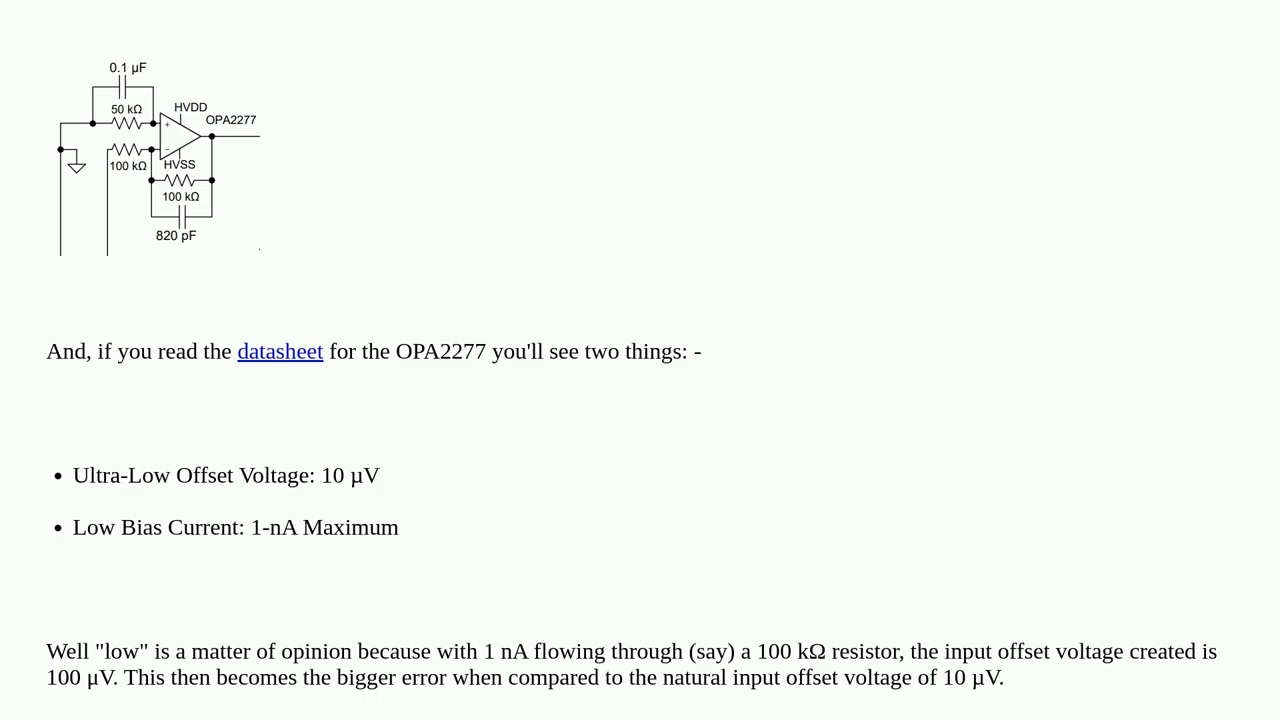 0.1 µF
50 kΩ
HVDD
OPA2277
+
−
100 kΩ
HVSS
100 kΩ
820 pF
And, if you read the datasheet for the OPA2277 you'll see two things: -
• Ultra-Low Offset Voltage: 10 µV
• Low Bias Current: 1-nA Maximum
Well "low" is a matter of opinion because with 1 nA flowing through (say) a 100 kΩ resistor, the input offset voltage created is
100 µV. This then becomes the bigger error when compared to the natural input offset voltage of 10 µV.